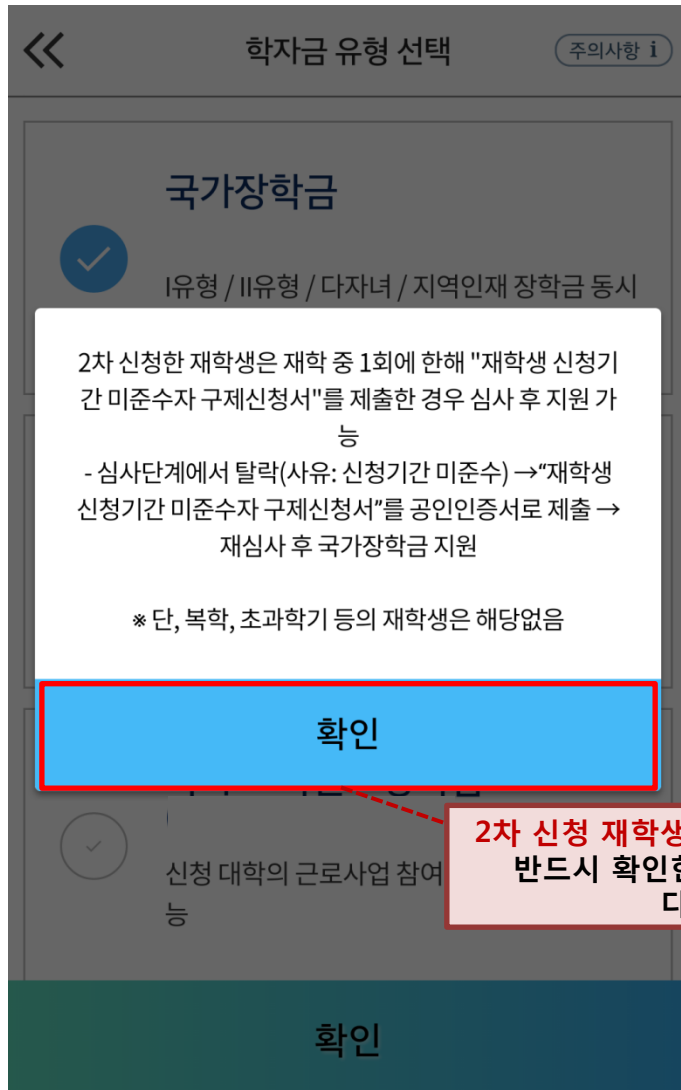 학자금 유형 선택
주의사항 i
국가장학금
I유형 / II유형 / 다자녀 / 지역인재 장학금 동시
2차 신청한 재학생은 재학 중 1회에 한해 "재학생 신청기
간 미준수자 구제신청서"를 제출한 경우 심사 후 지원 가
능
- 심사단계에서 탈락(사유: 신청기간 미준수) →“재학생
신청기간 미준수자 구제신청서”를 공인인증서로 제출 →
재심사 후 국가장학금 지원
※ 단, 복학, 초과학기 등의 재학생은 해당없음
확인
2차 신청 재학생
반드시 확인
신청 대학의 근로사업 참여
능
확인